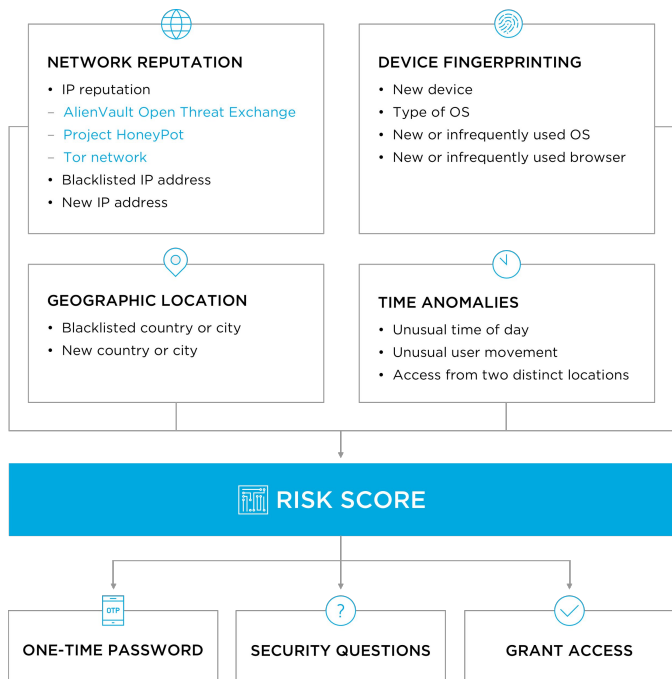 NETWORK REPUTATION
• IP reputation
– AlienVault Open Threat Exchange
– Project HoneyPot
– Tor network
• Blacklisted IP address
• New IP address
DEVICE FINGERPRINTING
• New device
• Type of OS
• New or infrequently used OS
• New or infrequently used browser
GEOGRAPHIC LOCATION
• Blacklisted country or city
• New country or city
TIME ANOMALIES
• Unusual time of day
• Unusual user movement
• Access from two distinct locations
RISK SCORE
OTP
ONE-TIME PASSWORD
?
SECURITY QUESTIONS
GRANT ACCESS